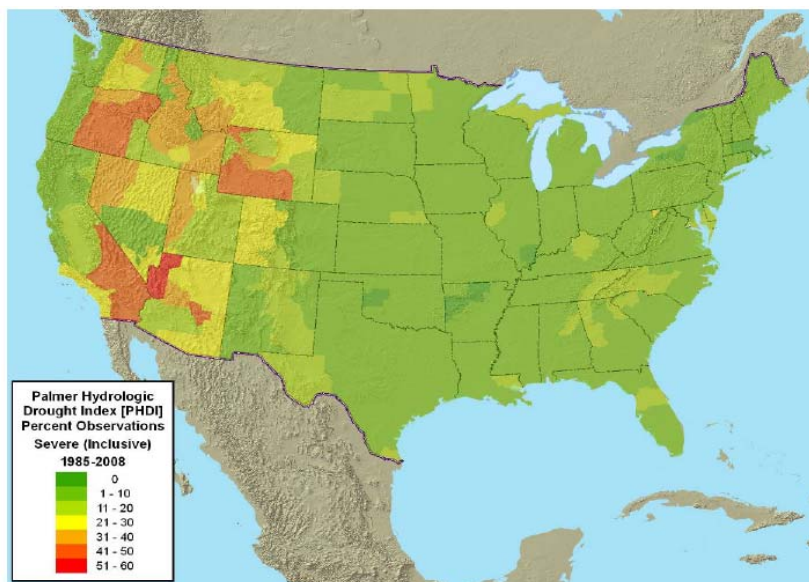 Palmer Hydrologic
Drought Index [PHDI]
Percent Observations
Severe (Inclusive)
1985-2008
0
1 - 10
11 - 20
21 - 30
31 - 40
41 - 50
51 - 60